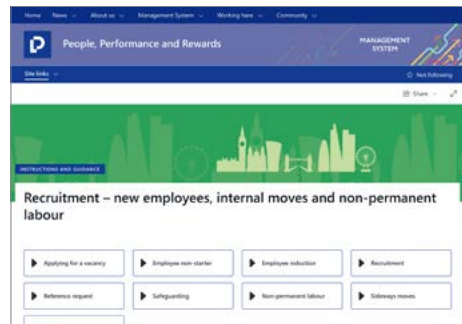 Home News About us Management System Working here Community
People, Performance and Rewards
MANAGEMENT
SYSTEM
Site links
Not following
Share
INSTRUCTIONS AND GUIDANCE
Recruitment – new employees, internal moves and non-permanent
labour
Applying for a vacancy Employee non-starter Employee induction Recruitment
Reference request Safeguarding Non-permanent labour Sideways moves